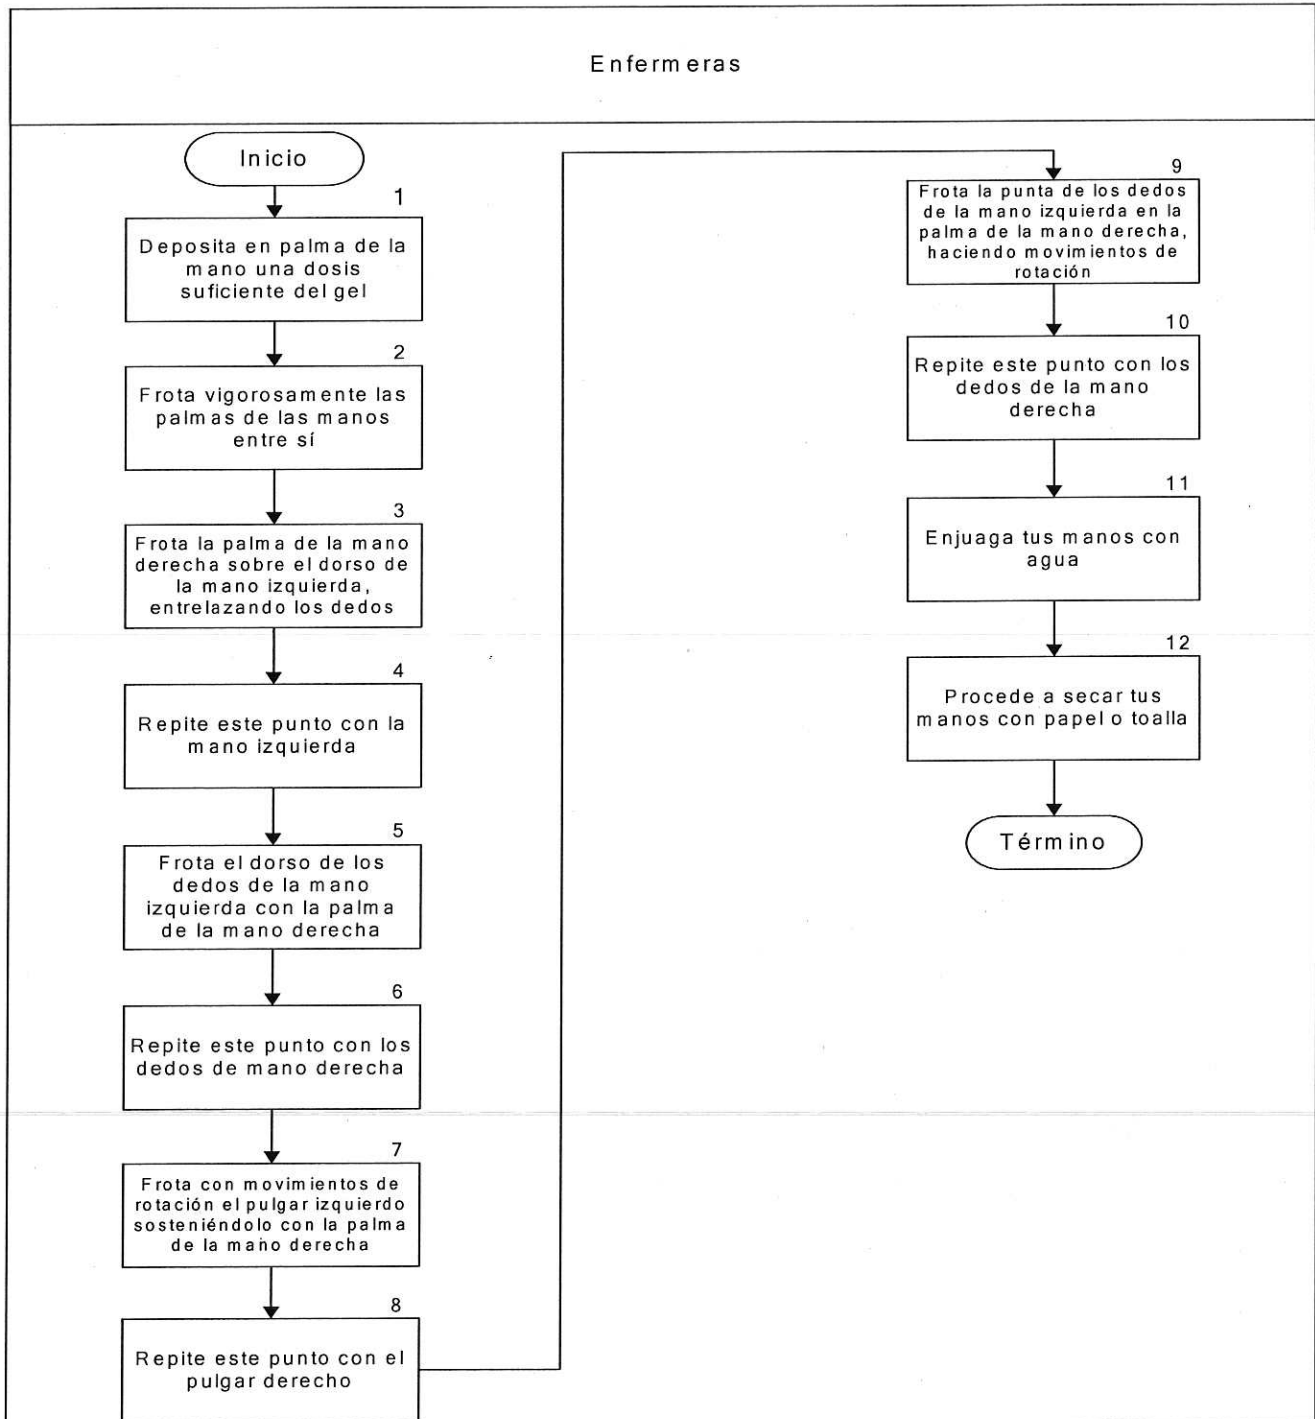 Enfermeras
Inicio
1
Deposita en palma de la
mano una dosis
suficiente del gel
2
Frota vigorosamente las
palmas de las manos
entre sí
3
Frota la palma de la mano
derecha sobre el dorso de
la mano izquierda,
entrelazando los dedos
4
Repite este punto con la
mano izquierda
5
Frota el dorso de los
dedos de la mano
izquierda con la palma
de la mano derecha
6
Repite este punto con los
dedos de mano derecha
7
Frota con movimientos de
rotación el pulgar izquierdo
sosteniéndolo con la palma
de la mano derecha
8
Repite este punto con el
pulgar derecho
9
Frota la punta de los dedos
de la mano izquierda en la
palma de la mano derecha,
haciendo movimientos de
rotación
10
Repite este punto con los
dedos de la mano
derecha
11
Enjuaga tus manos con
agua
12
Procede a secar tus
manos con papel o toalla
Término